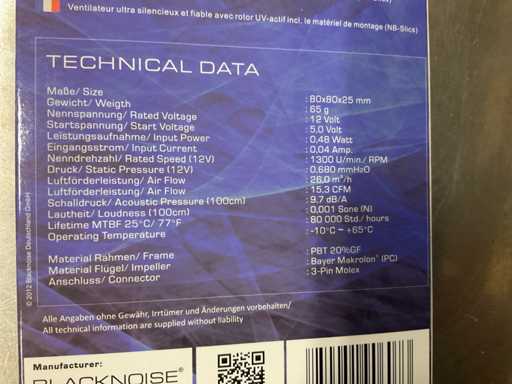 Ventilateur ultra silencieux et fiable avec rotor UV-actif incl. le matériel de montage (NB-Slics)
TECHNICAL DATA
Maße/ Size : 80x80x25 mm
Gewicht/ Weigth : 65 g
Nennspannung/ Rated Voltage : 12 Volt
Startspannung/ Start Voltage : 5,0 Volt
Leistungsaufnahme/ Input Power : 0,48 Watt
Eingangsstrom/ Input Current : 0,04 Amp.
Nenndrehzahl/ Rated Speed (12V) : 1300 U/min./ RPM
Druck/ Static Pressure (12V) : 0,680 mmH2O
Luftförderleistung/ Air Flow : 26,0 m³/h
Luftförderleistung/ Air Flow : 15,3 CFM
Schalldruck/ Acoustic Pressure (100cm) : 9,7 dB/A
Lautheit/ Loudness (100cm) : 0,001 Sone (N)
Lifetime MTBF 25°C/ 77°F : 80 000 Std./ hours
Operating Temperature : -10°C ~ +65°C
Material Rahmen/ Frame : PBT 20%GF
Material Flügel/ Impeller : Bayer Makrolon® (PC)
Anschluss/ Connector : 3-Pin Molex
© 2012 Blacknoise Deutschland GmbH
Alle Angaben ohne Gewähr, Irrtümer und Änderungen vorbehalten/
All technical information are supplied without liability
Manufacturer:
BLACKNOISE®